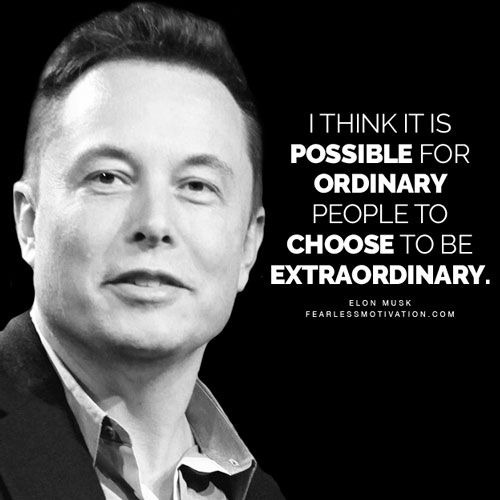 I THINK IT IS
POSSIBLE FOR
ORDINARY
PEOPLE TO
CHOOSE TO BE
EXTRAORDINARY.
ELON MUSK
FEARLESSMOTIVATION.COM